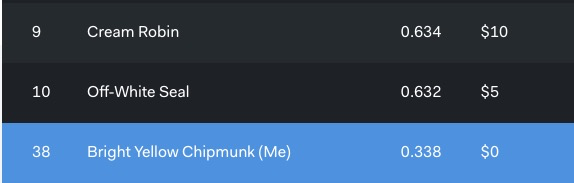 9 Cream Robin 0.634 $10
10 Off-White Seal 0.632 $5
38 Bright Yellow Chipmunk (Me) 0.338 $0